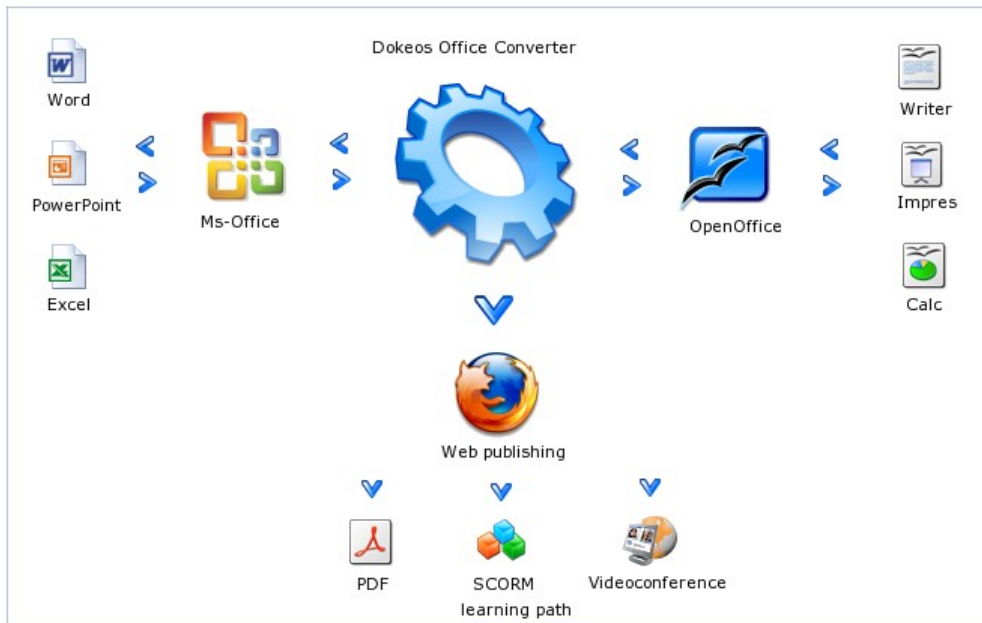 Dokeos Office Converter
Word
Writer
PowerPoint
Ms-Office
OpenOffice
Impres
Excel
Calc
Web publishing
PDF
SCORM
learning path
Videoconference